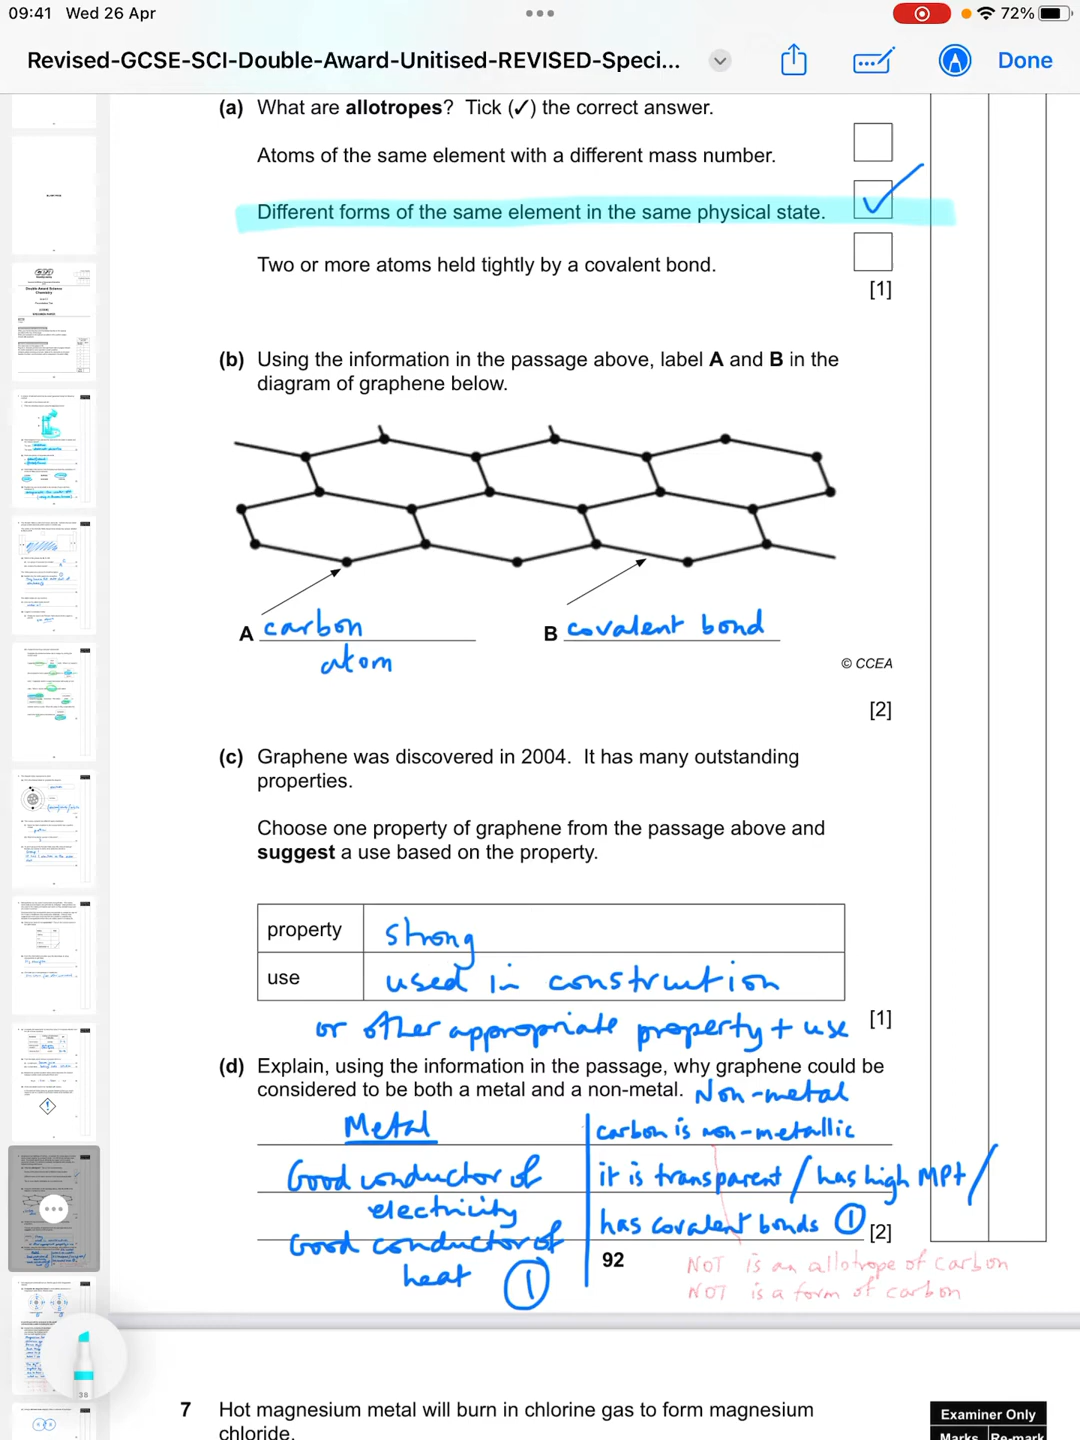 09:41 Wed 26 Apr
72%
Revised-GCSE-SCI-Double-Award-Unitised-REVISED-Speci...
Done
(a) What are allotropes? Tick (✓) the correct answer.
Atoms of the same element with a different mass number.
Different forms of the same element in the same physical state.
Two or more atoms held tightly by a covalent bond.
[1]
(b) Using the information in the passage above, label A and B in the
diagram of graphene below.
A carbon
atom
B covalent bond
© CCEA
[2]
(c) Graphene was discovered in 2004. It has many outstanding
properties.
Choose one property of graphene from the passage above and
suggest a use based on the property.
property strong
use used in constrution
or other appropriate property + use [1]
(d) Explain, using the information in the passage, why graphene could be
considered to be both a metal and a non-metal. Non-metal
Metal
carbon is non-metallic
Good conductor of
electricity
it is transparent / has high MPt /
has covalent bonds ① [2]
Good conductor of
heat ①
92
NOT is an allotrope of carbon
NOT is a form of carbon
38
7 Hot magnesium metal will burn in chlorine gas to form magnesium
chloride.
Examiner Only
Marks Re-mark